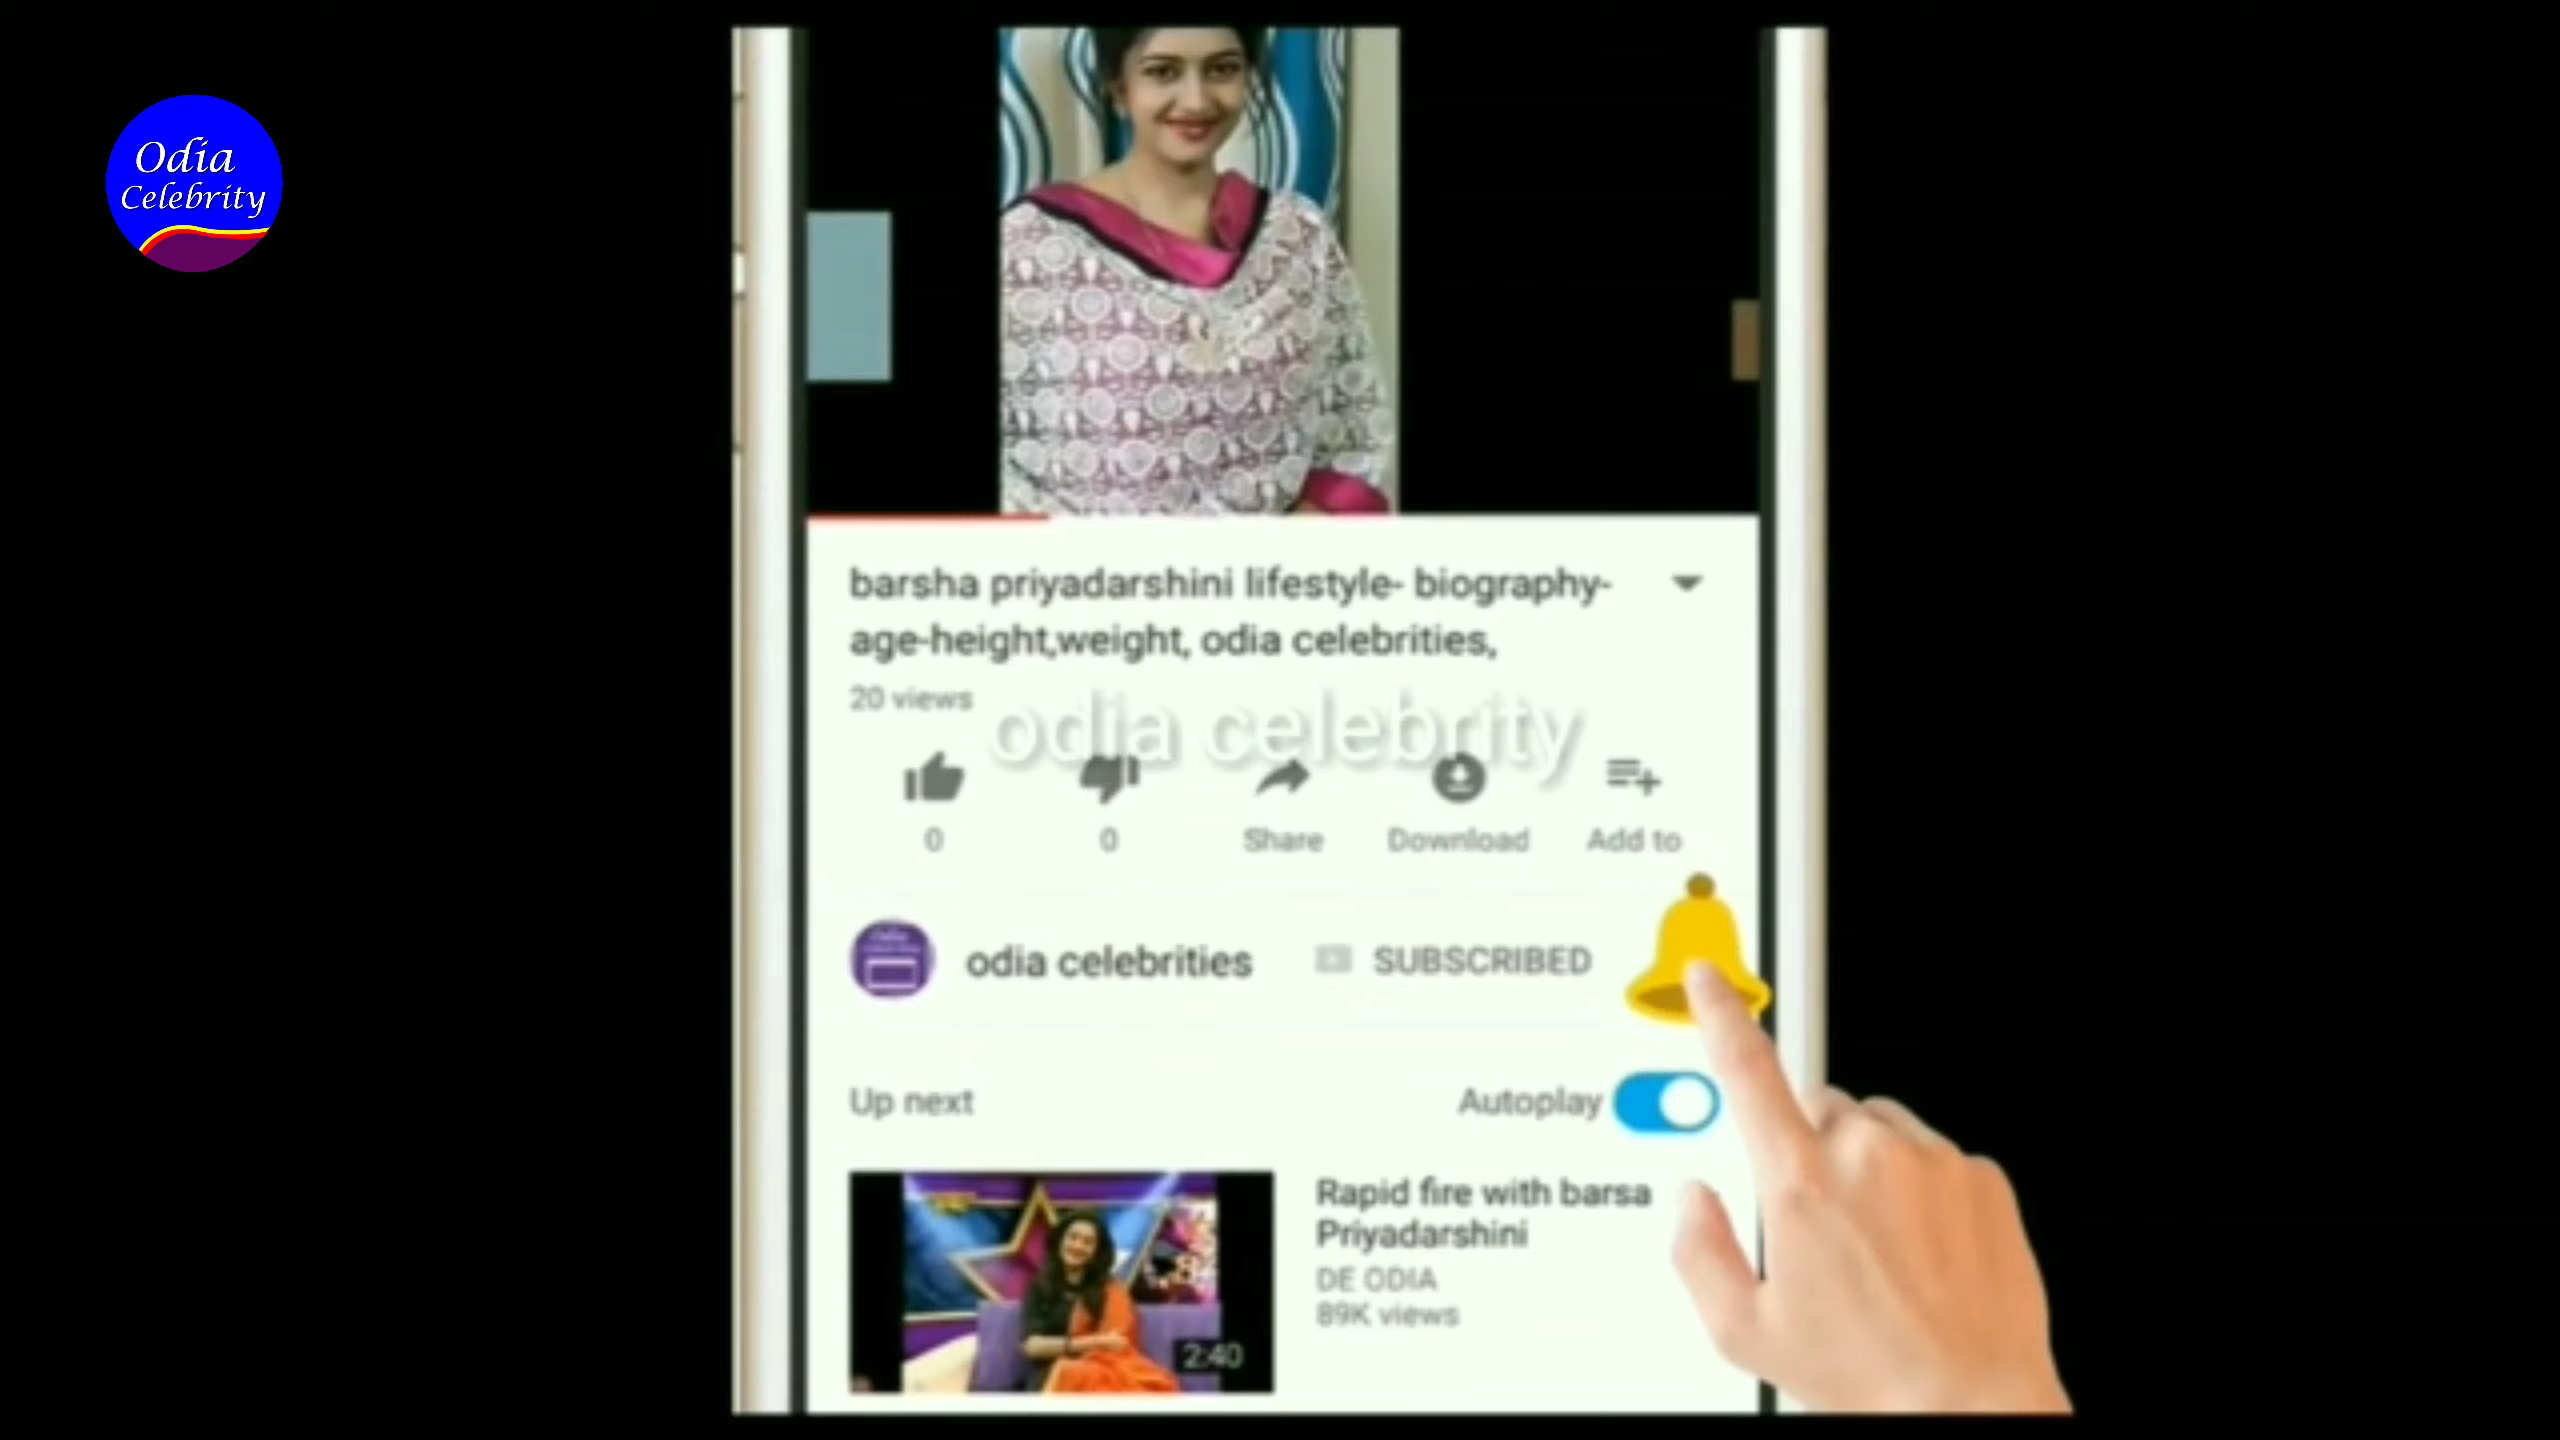 Odia
Celebrity
barsha priyadarshini lifestyle- biography-
age-height,weight, odia celebrities,
20 views
odia celebrity
0
0
Share
Download
Add to
odia celebrities
SUBSCRIBED
Up next
Autoplay
Rapid fire with barsa
Priyadarshini
DE ODIA
89K views
2:40